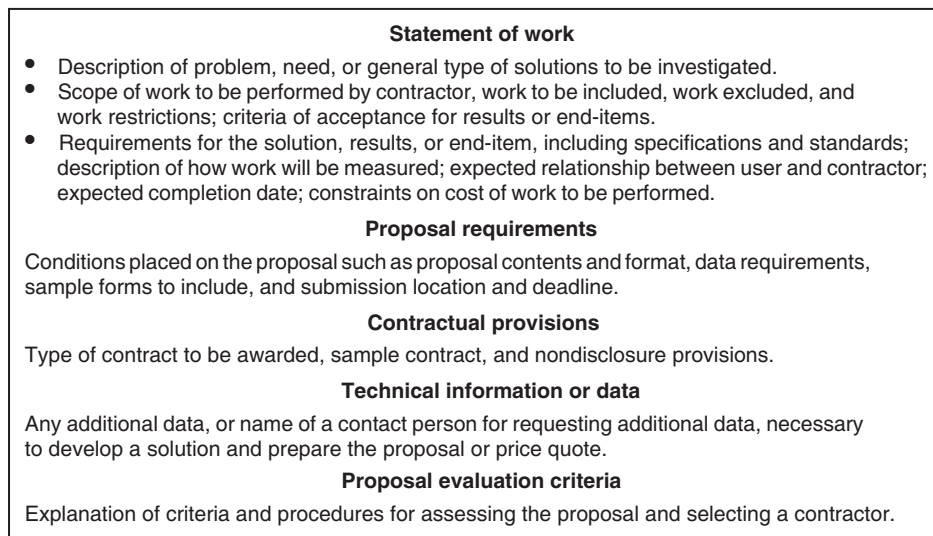 Statement of work
• Description of problem, need, or general type of solutions to be investigated.
• Scope of work to be performed by contractor, work to be included, work excluded, and
work restrictions; criteria of acceptance for results or end-items.
• Requirements for the solution, results, or end-item, including specifications and standards;
description of how work will be measured; expected relationship between user and contractor;
expected completion date; constraints on cost of work to be performed.
Proposal requirements
Conditions placed on the proposal such as proposal contents and format, data requirements,
sample forms to include, and submission location and deadline.
Contractual provisions
Type of contract to be awarded, sample contract, and nondisclosure provisions.
Technical information or data
Any additional data, or name of a contact person for requesting additional data, necessary
to develop a solution and prepare the proposal or price quote.
Proposal evaluation criteria
Explanation of criteria and procedures for assessing the proposal and selecting a contractor.